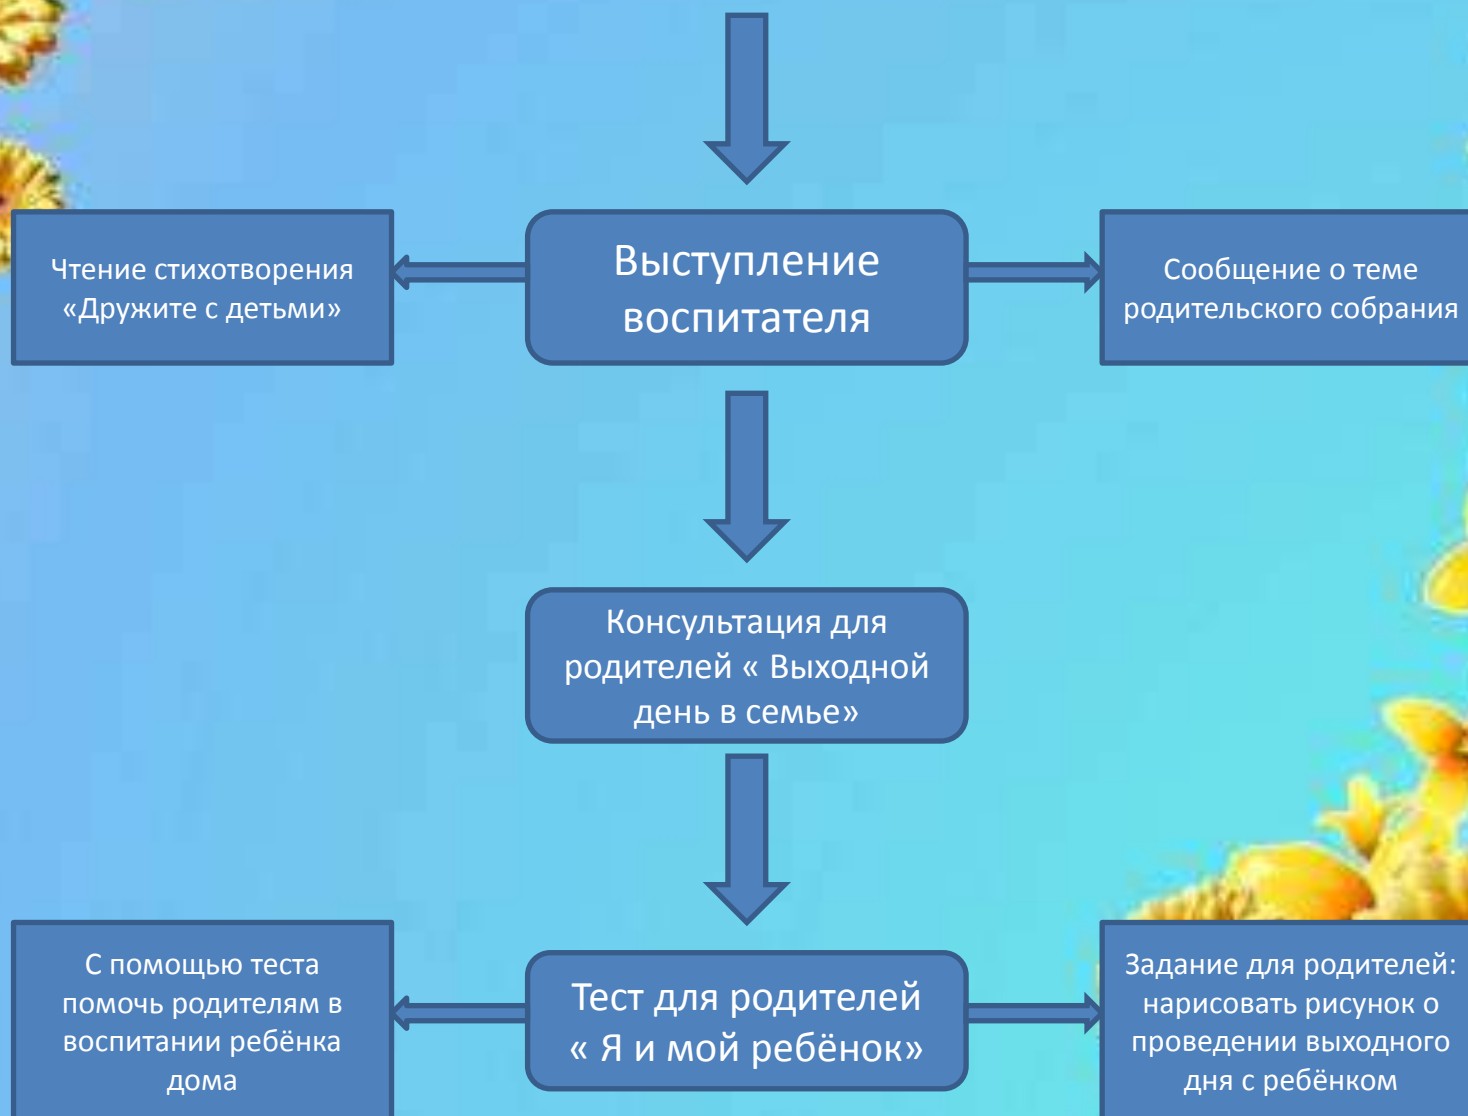 Чтение стихотворения
«Дружите с детьми»
Выступление
воспитателя
Сообщение о теме
родительского собрания
Консультация для
родителей « Выходной
день в семье»
С помощью теста
помочь родителям в
воспитании ребёнка
дома
Тест для родителей
« Я и мой ребёнок»
Задание для родителей:
нарисовать рисунок о
проведении выходного
дня с ребёнком